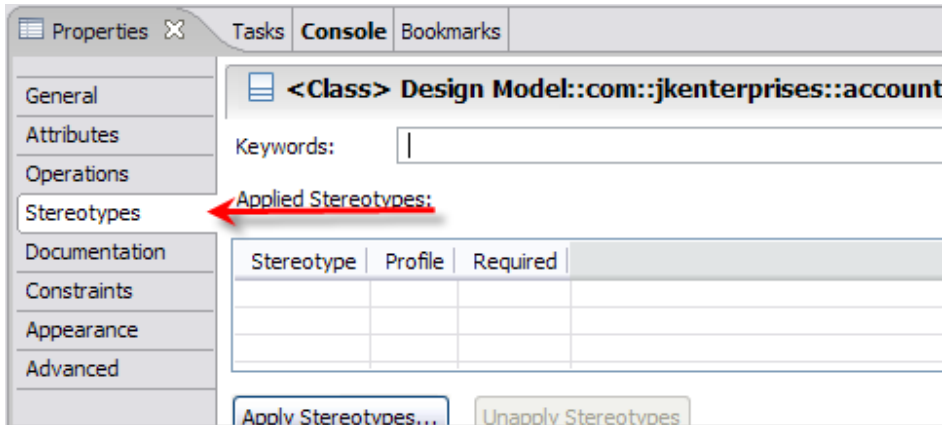 Properties Tasks Console Bookmarks
<Class> Design Model::com::jkenterprises::account
General
Attributes
Operations
Stereotypes
Documentation
Constraints
Appearance
Advanced
Keywords:
Applied Stereotypes:
Stereotype Profile Required
Apply Stereotypes... Unapply Stereotypes